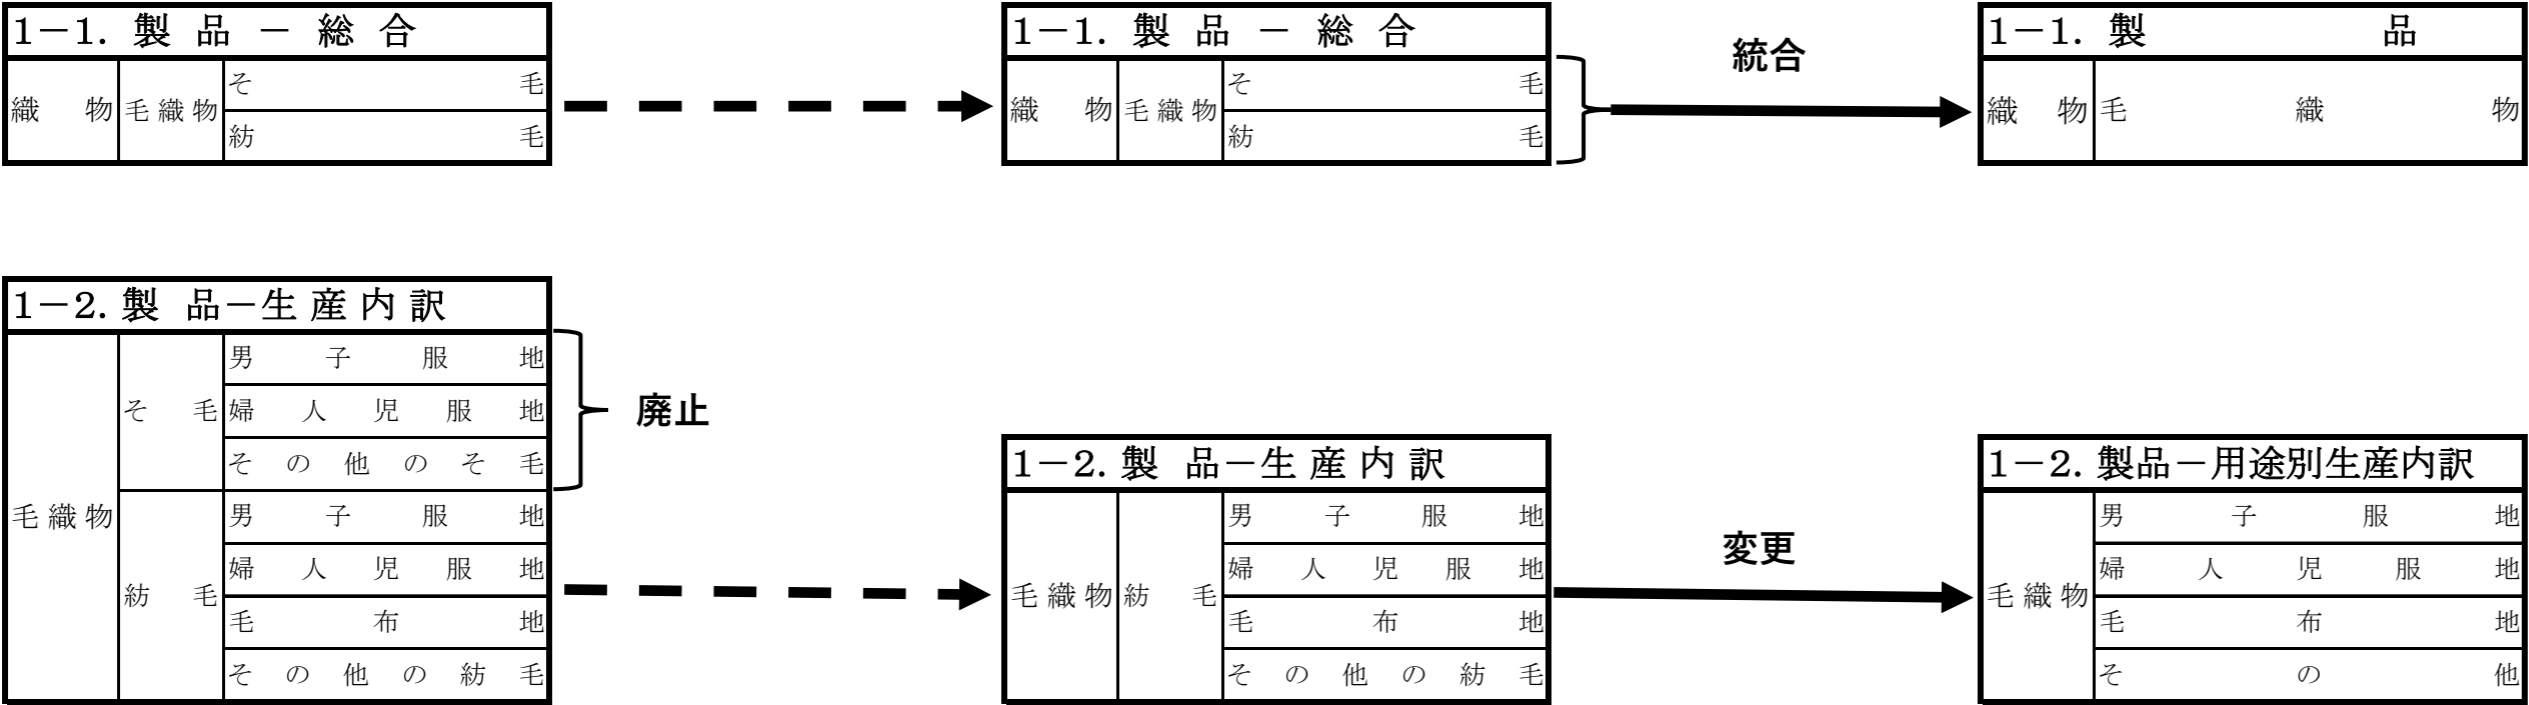 1－1. 製 品 － 総 合
織 物 毛織物 そ 毛
紡 毛
1－1. 製 品 － 総 合
織 物 毛織物 そ 毛
紡 毛
統合
1－1. 製 品
織 物 毛 織 物
1－2. 製 品－生 産 内 訳
毛織物 そ 毛 男 子 服 地
婦 人 児 服 地
そ の 他 の そ 毛
紡 毛 男 子 服 地
婦 人 児 服 地
毛 布 地
そ の 他 の 紡 毛
廃止
1－2. 製 品－生 産 内 訳
毛織物 紡 毛 男 子 服 地
婦 人 児 服 地
毛 布 地
そ の 他 の 紡 毛
変更
1－2. 製品－用途別生産内訳
毛織物 男 子 服 地
婦 人 児 服 地
毛 布 地
そ の 他